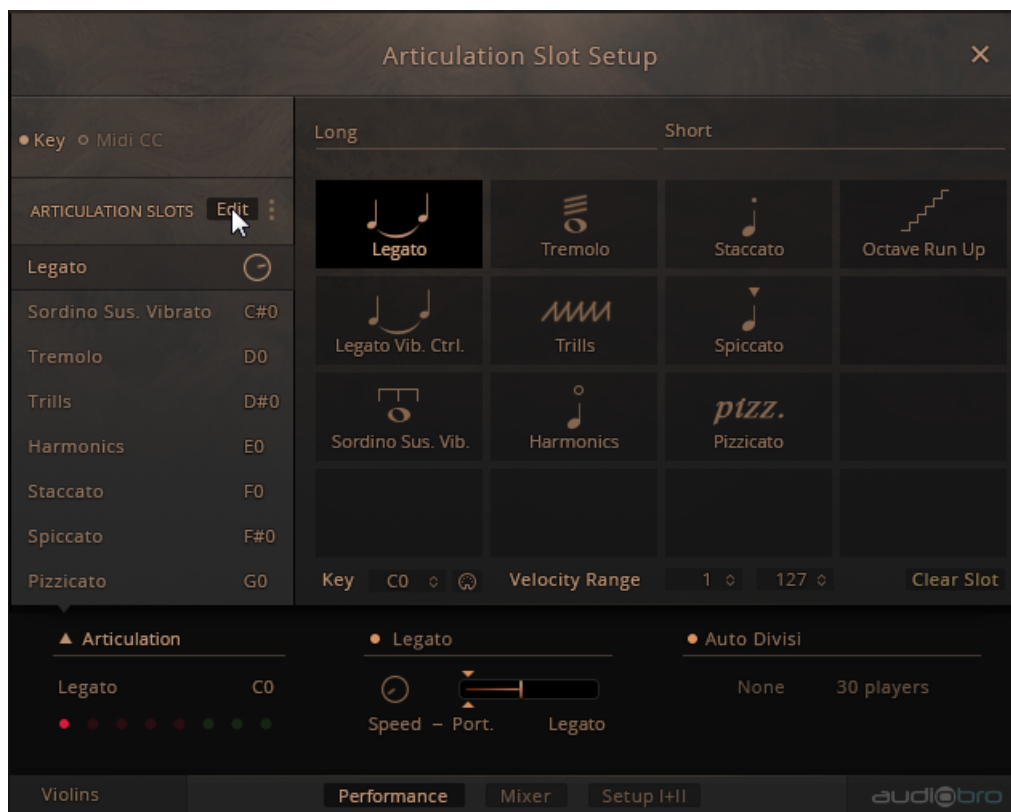 Articulation Slot Setup
Key Midi CC
Long
Short
ARTICULATION SLOTS Edit
Legato
Sordino Sus. Vibrato C#0
Tremolo D0
Trills D#0
Harmonics E0
Staccato F0
Spiccato F#0
Pizzicato G0
Legato
Tremolo
Staccato
Octave Run Up
Legato Vib. Ctrl.
Trills
Spiccato
pizz.
Sordino Sus. Vib.
Harmonics
Pizzicato
Key C0 Velocity Range 1 127 Clear Slot
Articulation
Legato C0
Legato
Speed – Port. Legato
Auto Divisi
None 30 players
Violins
Performance Mixer Setup I+II
audiobro